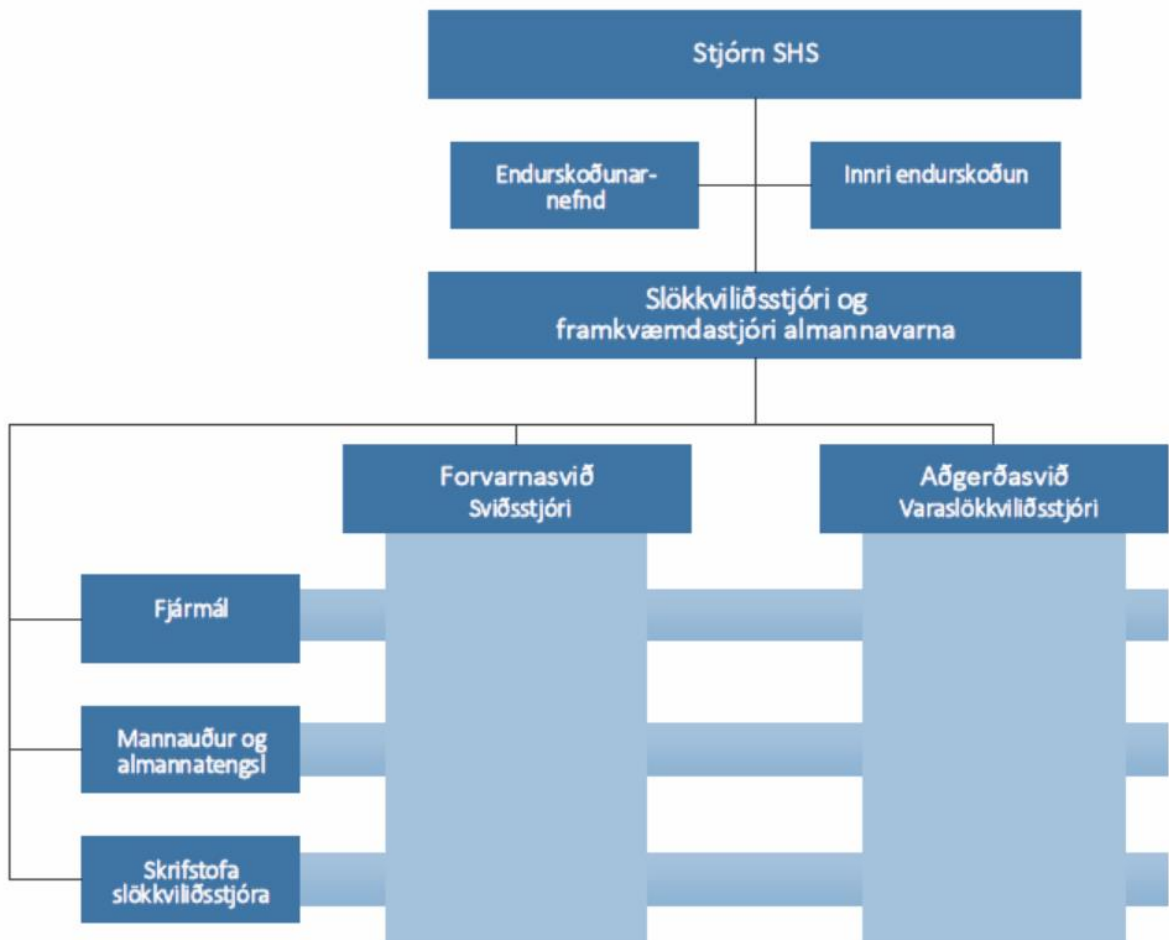 Stjórn SHS
Endurskoðunar-
nefnd
Innri endurskoðun
Slökkviliðsstjóri og
framkvæmdastjóri almannavarna
Forvarnasvið
Sviðsstjóri
Aðgerðasvið
Varaslökkviliðsstjóri
Fjármál
Mannauður og
almannatengsl
Skrifstofa
slökkviliðsstjóra